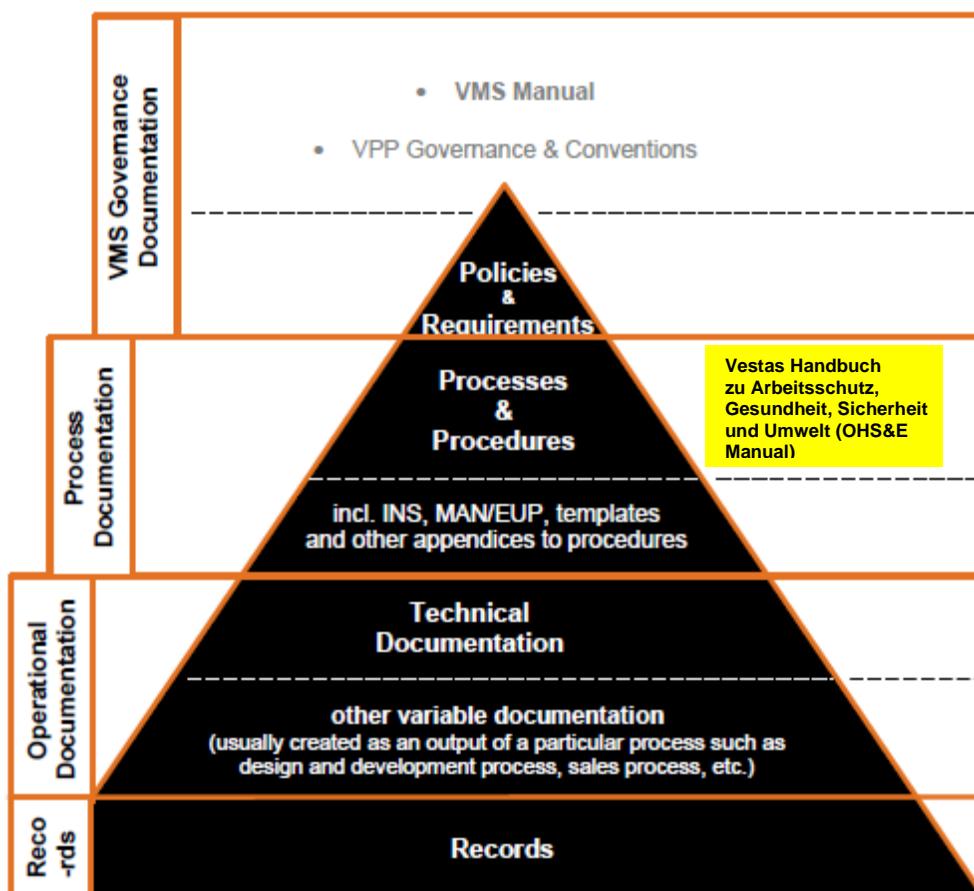 VMS Governance
Documentation
• VMS Manual
• VPP Governance & Conventions
Policies
&
Requirements
Process
Documentation
Processes
&
Procedures
Vestas Handbuch
zu Arbeitsschutz,
Gesundheit, Sicherheit
und Umwelt (OHS&E
Manual)
incl. INS, MAN/EUP, templates
and other appendices to procedures
Operational
Documentation
Technical
Documentation
other variable documentation
(usually created as an output of a particular process such as
design and development process, sales process, etc.)
Reco
-rds
Records